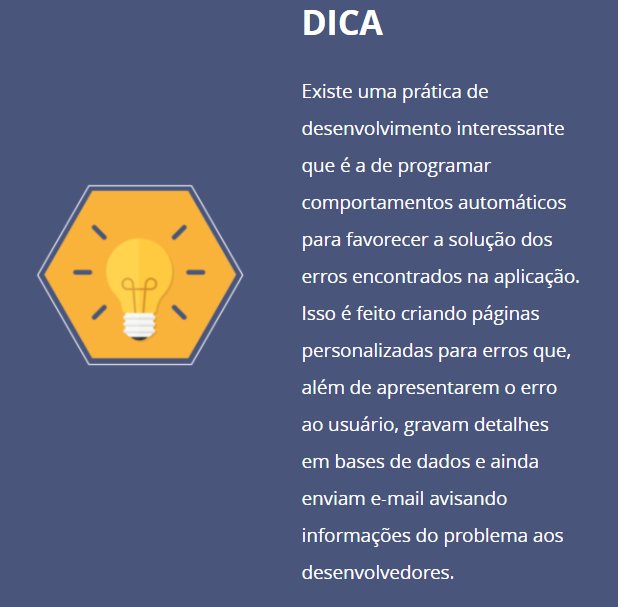 DICA
Existe uma prática de
desenvolvimento interessante
que é a de programar
comportamentos automáticos
para favorecer a solução dos
erros encontrados na aplicação.
Isso é feito criando páginas
personalizadas para erros que,
além de apresentarem o erro
ao usuário, gravam detalhes
em bases de dados e ainda
enviam e-mail avisando
informações do problema aos
desenvolvedores.